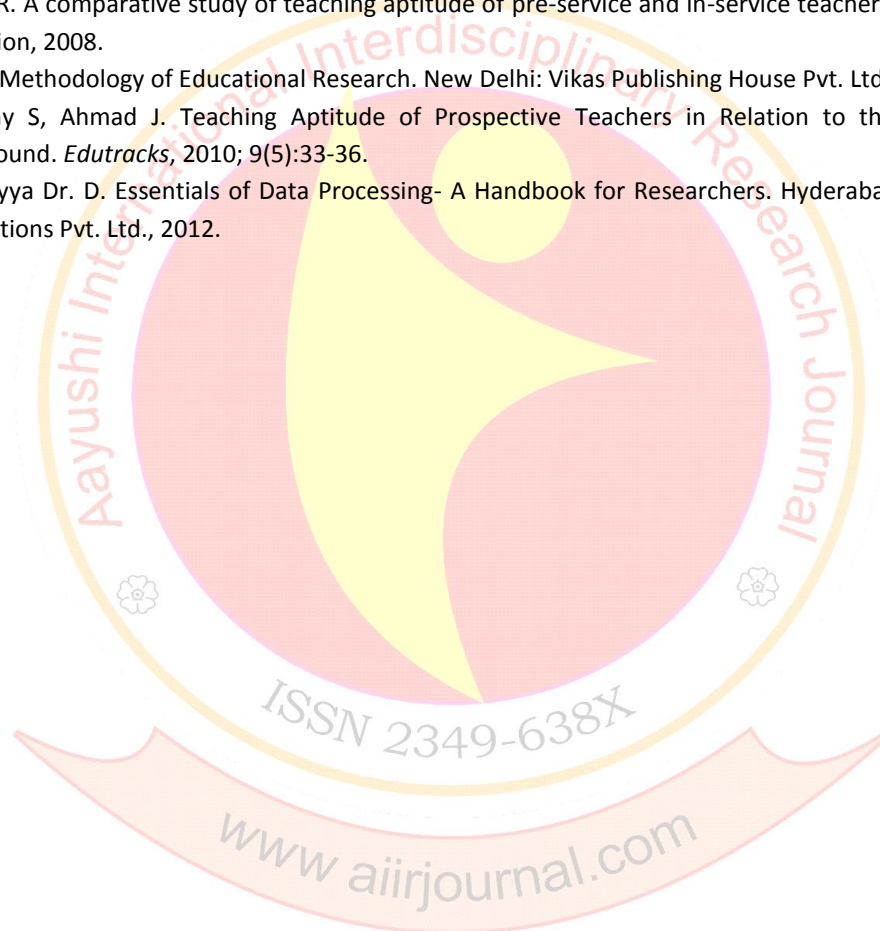 R. A comparative study of teaching aptitude of pre-service and in-service teacher
ion, 2008.
Methodology of Educational Research. New Delhi: Vikas Publishing House Pvt. Ltd
y S, Ahmad J. Teaching Aptitude of Prospective Teachers in Relation to th
ound. Edutracks, 2010; 9(5):33-36.
yya Dr. D. Essentials of Data Processing- A Handbook for Researchers. Hyderaba
tions Pvt. Ltd., 2012.
Aayushi International Interdisciplinary Research Journal
ISSN 2349-638X
www aiirjournal.com